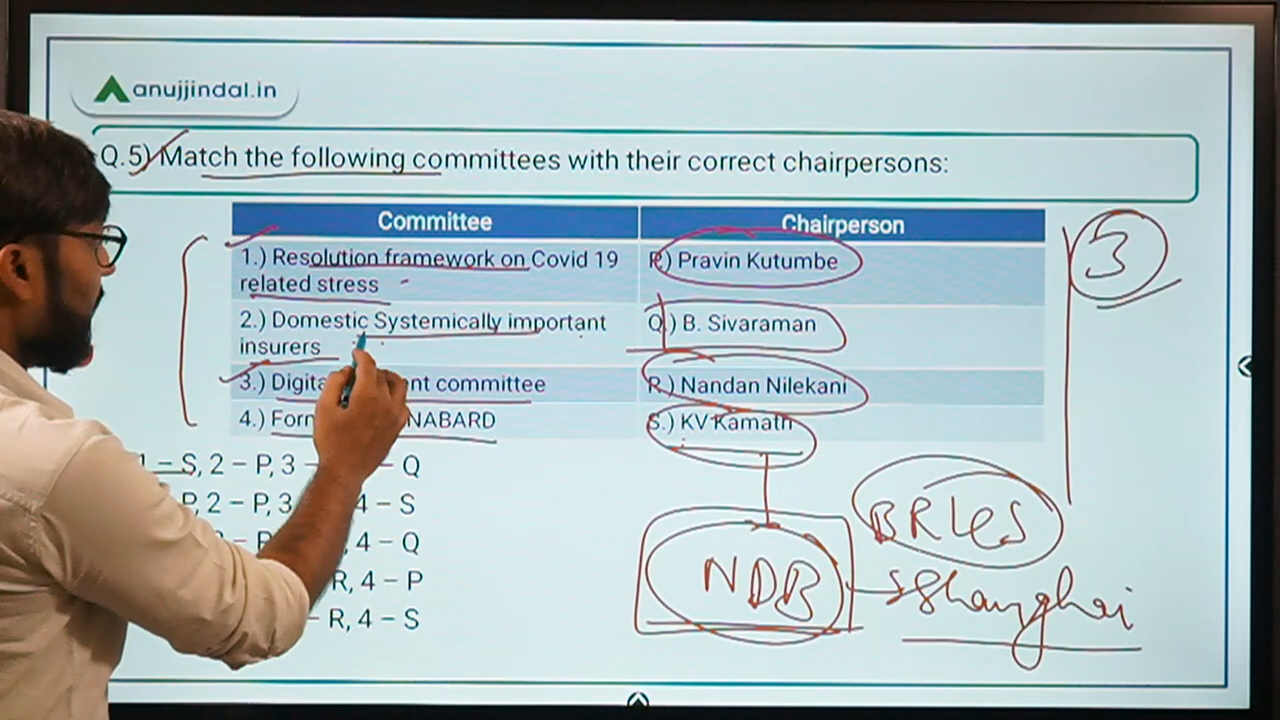 anujjindal.in
Q.5) Match the following committees with their correct chairpersons:
Committee
Chairperson
1.) Resolution framework on Covid 19
related stress
P.) Pravin Kutumbe
2.) Domestic Systemically important
insurers
Q.) B. Sivaraman
3.) Digita nt committee
R.) Nandan Nilekani
4.) For NABARD
S.) KV Kamath
3
1 – S, 2 – P, 3 – – Q
P, 2 – P, 3 4 – S
– P , 4 – Q
R, 4 – P
– R, 4 – S
BRICS
NDB
Shanghai